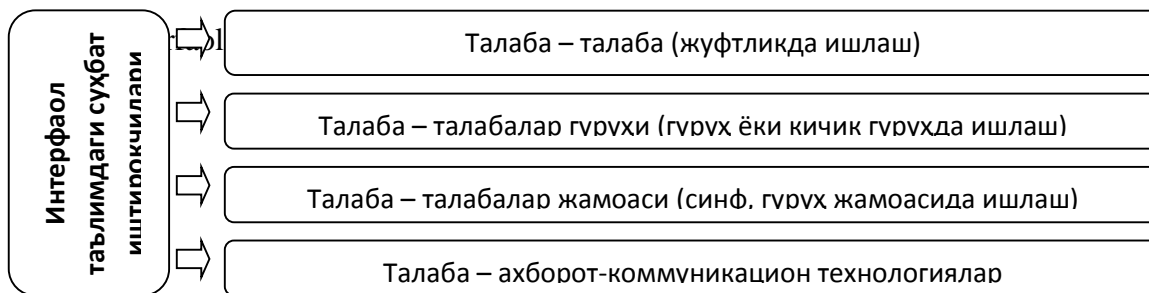 Интерфаол
таълимдаги суҳбат
иштирокчилари
Талаба – талаба (жуфтликда ишлаш)
Талаба – талабалар гуруҳи (гуруҳ ёки кичик гуруҳда ишлаш)
Талаба – талабалар жамоаси (синф, гуруҳ жамоасида ишлаш)
Талаба – ахборот-коммуникацион технологиялар